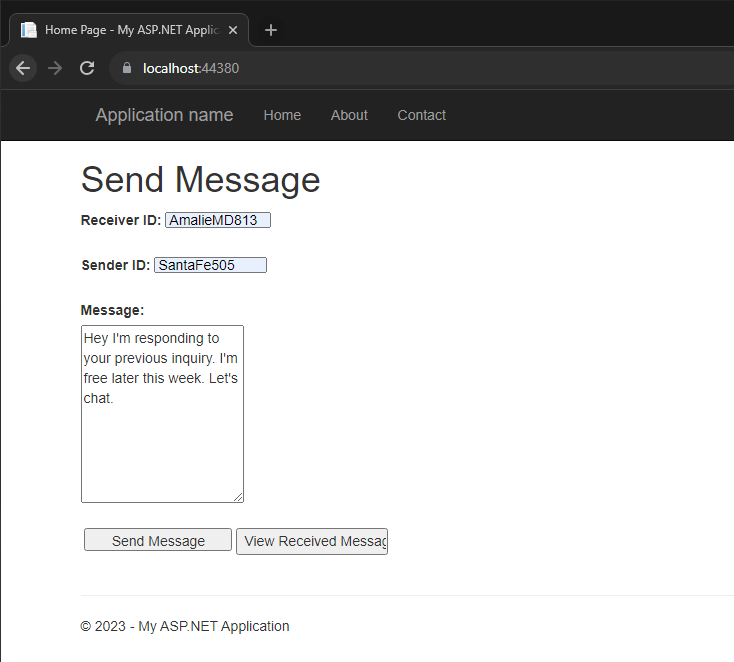 Home Page - My ASP.NET Applic
localhost:44380
Application name Home About Contact
Send Message
Receiver ID: AmalieMD813
Sender ID: SantaFe505
Message:
Hey I'm responding to
your previous inquiry. I'm
free later this week. Let's
chat.
Send Message View Received Messag
© 2023 - My ASP.NET Application